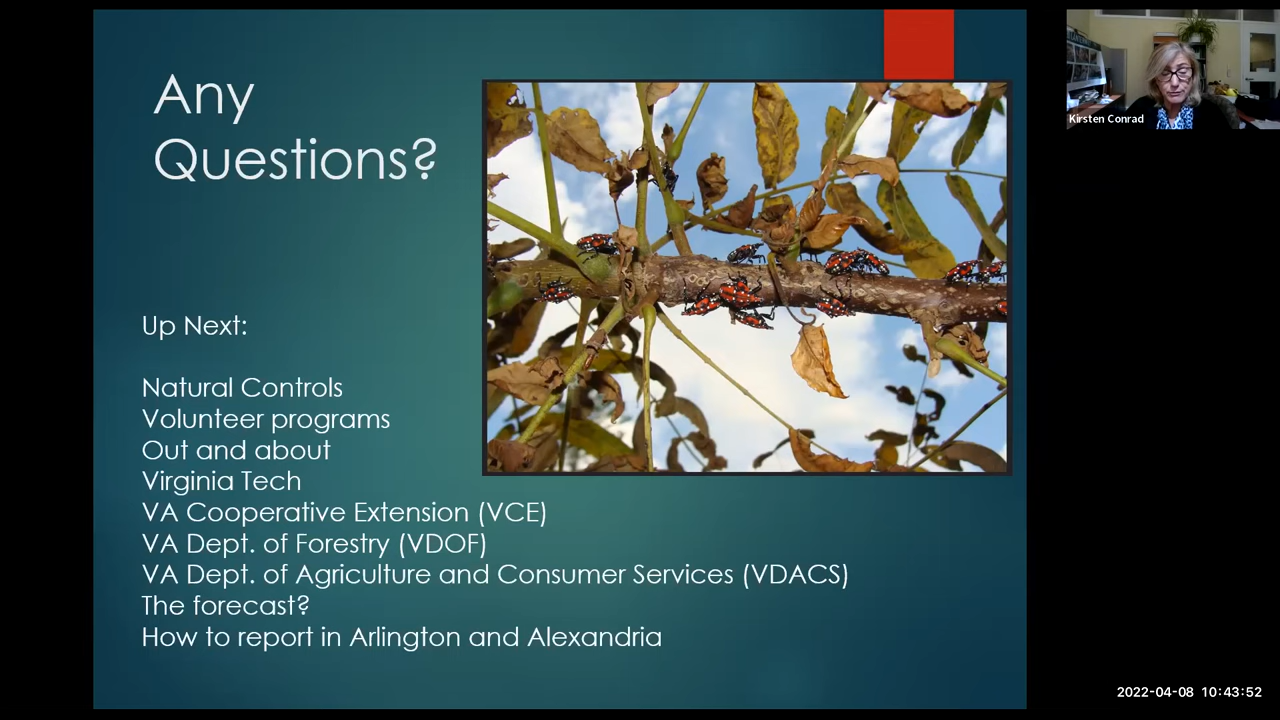 Any
Questions?
Kirsten Conrad
Up Next:
Natural Controls
Volunteer programs
Out and about
Virginia Tech
VA Cooperative Extension (VCE)
VA Dept. of Forestry (VDOF)
VA Dept. of Agriculture and Consumer Services (VDACS)
The forecast?
How to report in Arlington and Alexandria
2022-04-08 10:43:52